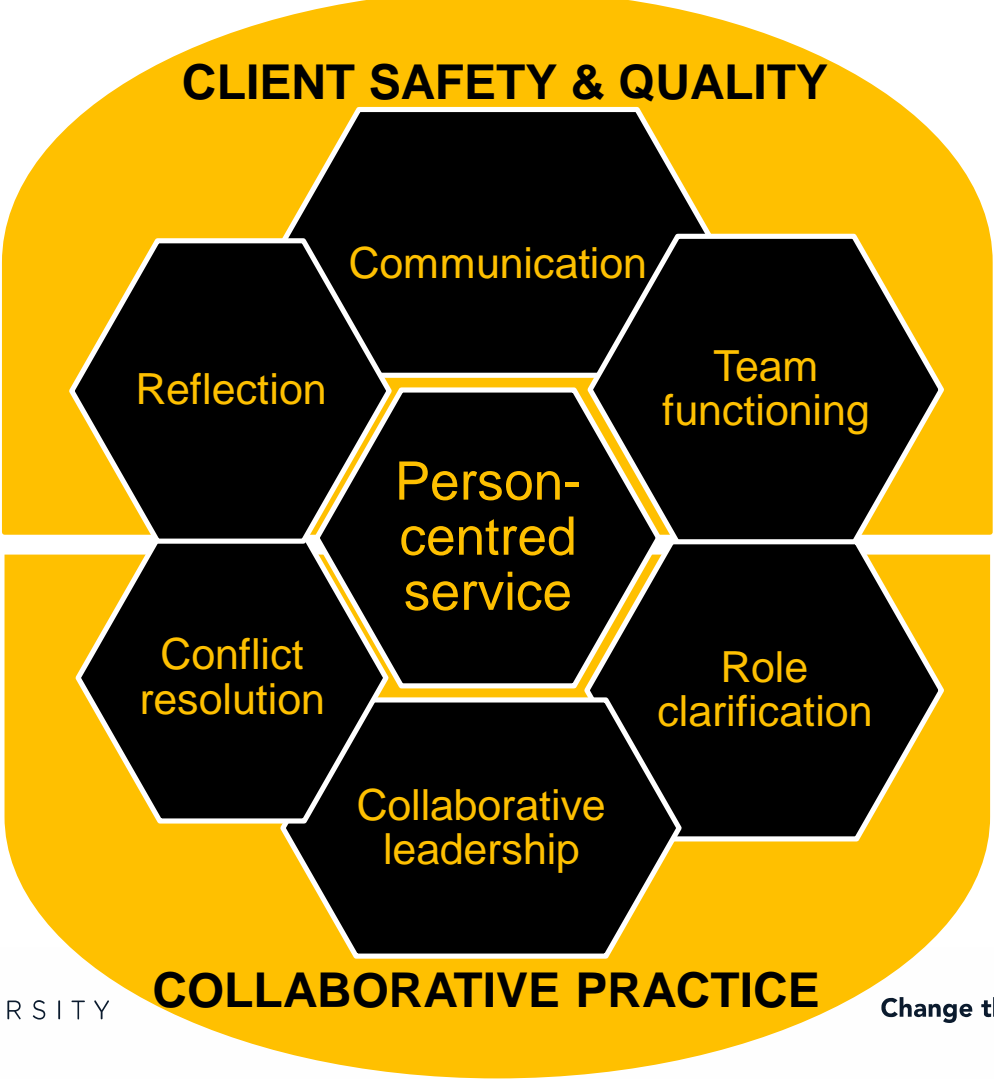 CLIENT SAFETY & QUALITY
Communication
Reflection
Team
functioning
Person-
centred
service
Conflict
resolution
Role
clarification
Collaborative
leadership
COLLABORATIVE PRACTICE
RSITY
Change t